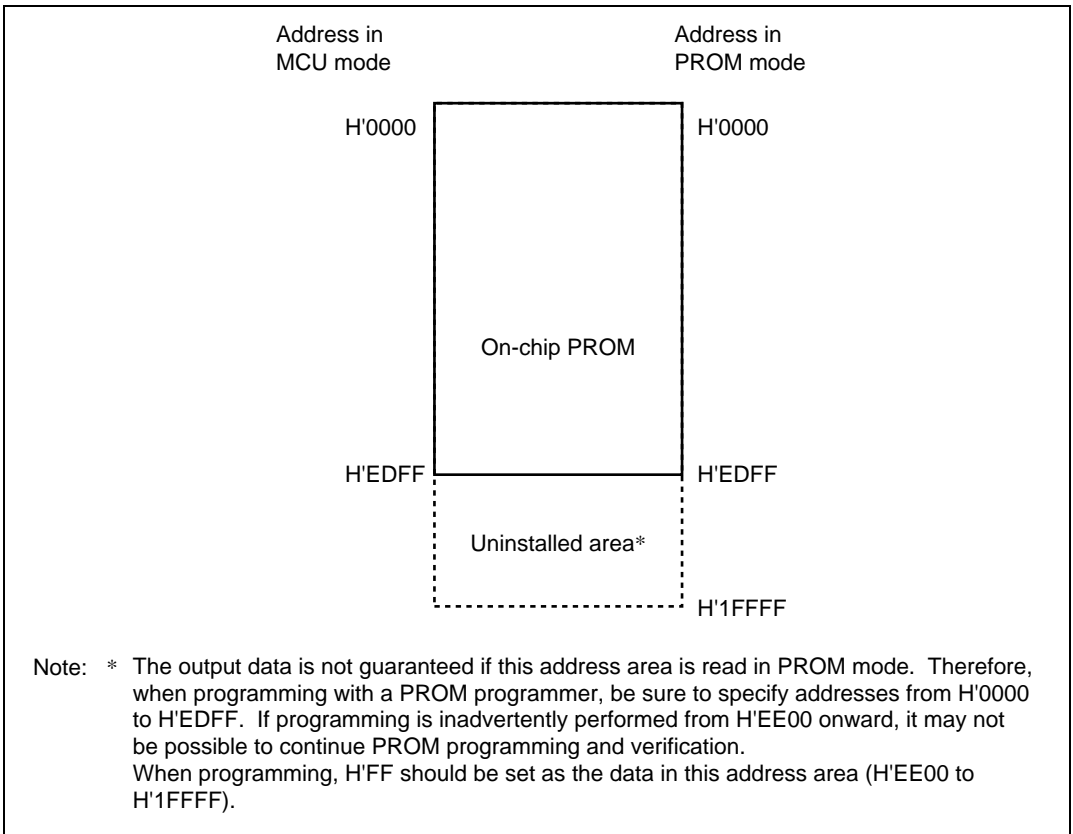 Address in Address in
MCU mode PROM mode
H'0000 H'0000
On-chip PROM
H'EDFF H'EDFF
Uninstalled area*
H'1FFFF
Note: * The output data is not guaranteed if this address area is read in PROM mode. Therefore,
when programming with a PROM programmer, be sure to specify addresses from H'0000
to H'EDFF. If programming is inadvertently performed from H'EE00 onward, it may not
be possible to continue PROM programming and verification.
When programming, H'FF should be set as the data in this address area (H'EE00 to
H'1FFFF).